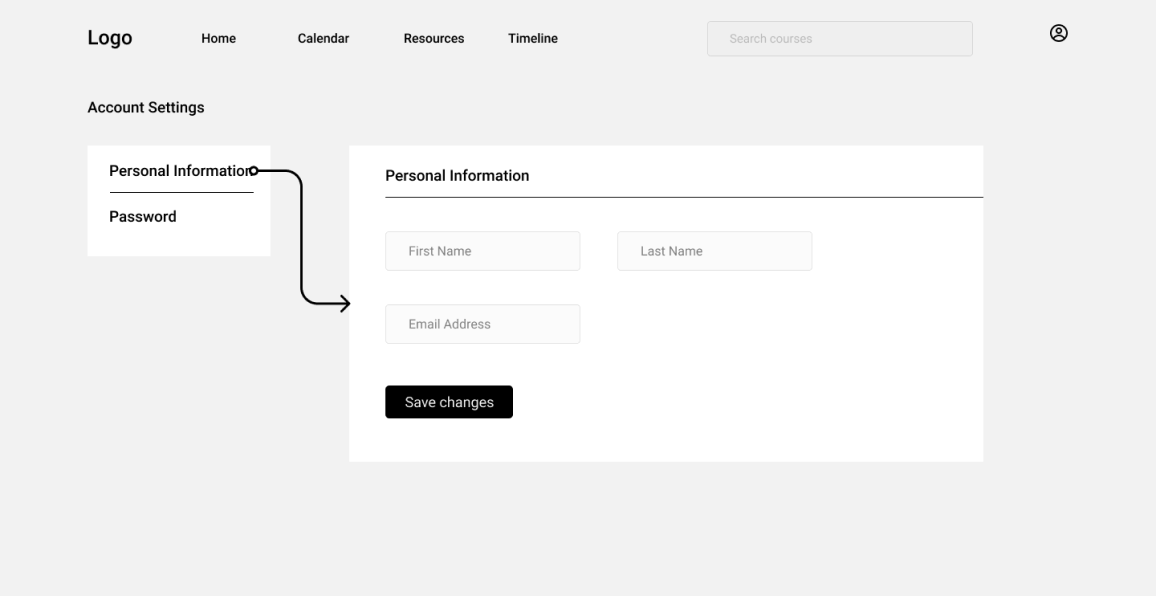 Logo
Home
Calendar
Resources
Timeline
Search courses
Account Settings
Personal Information
Password
Personal Information
First Name
Last Name
Email Address
Save changes